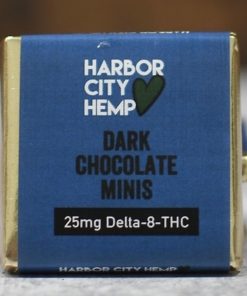 HARBOR
CITY
HEMP
DARK
CHOCOLATE
MINIS
25mg Delta-8-THC
HARBOR CITY HEMP